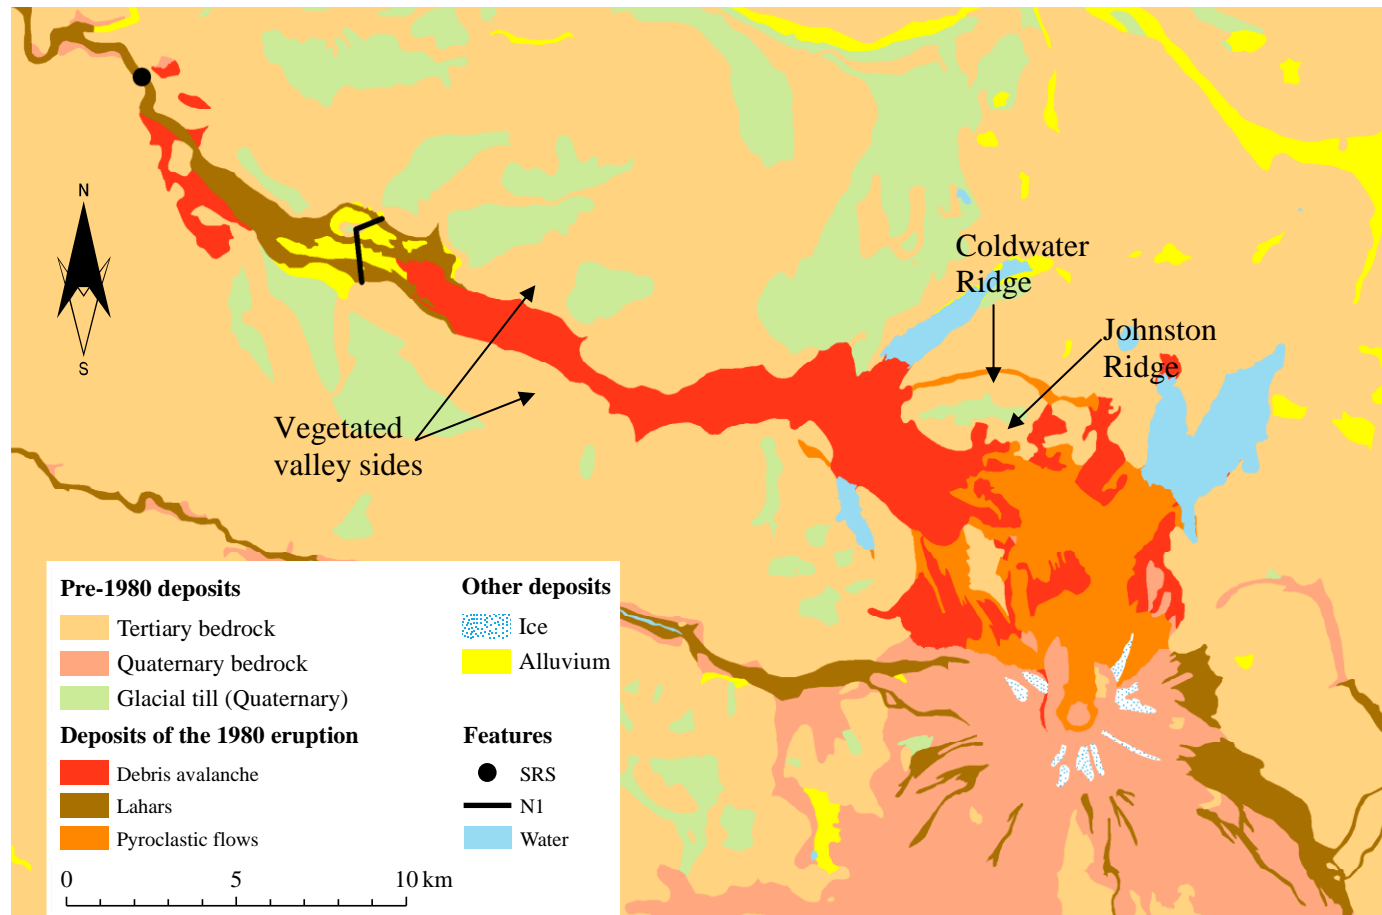 N
S
Coldwater
Ridge
Johnston
Ridge
Vegetated
valley sides
Pre-1980 deposits
Tertiary bedrock
Quaternary bedrock
Glacial till (Quaternary)
Deposits of the 1980 eruption
Debris avalanche
Lahars
Pyroclastic flows
Other deposits
Ice
Alluvium
Features
SRS
N1
Water
0 5 10 km